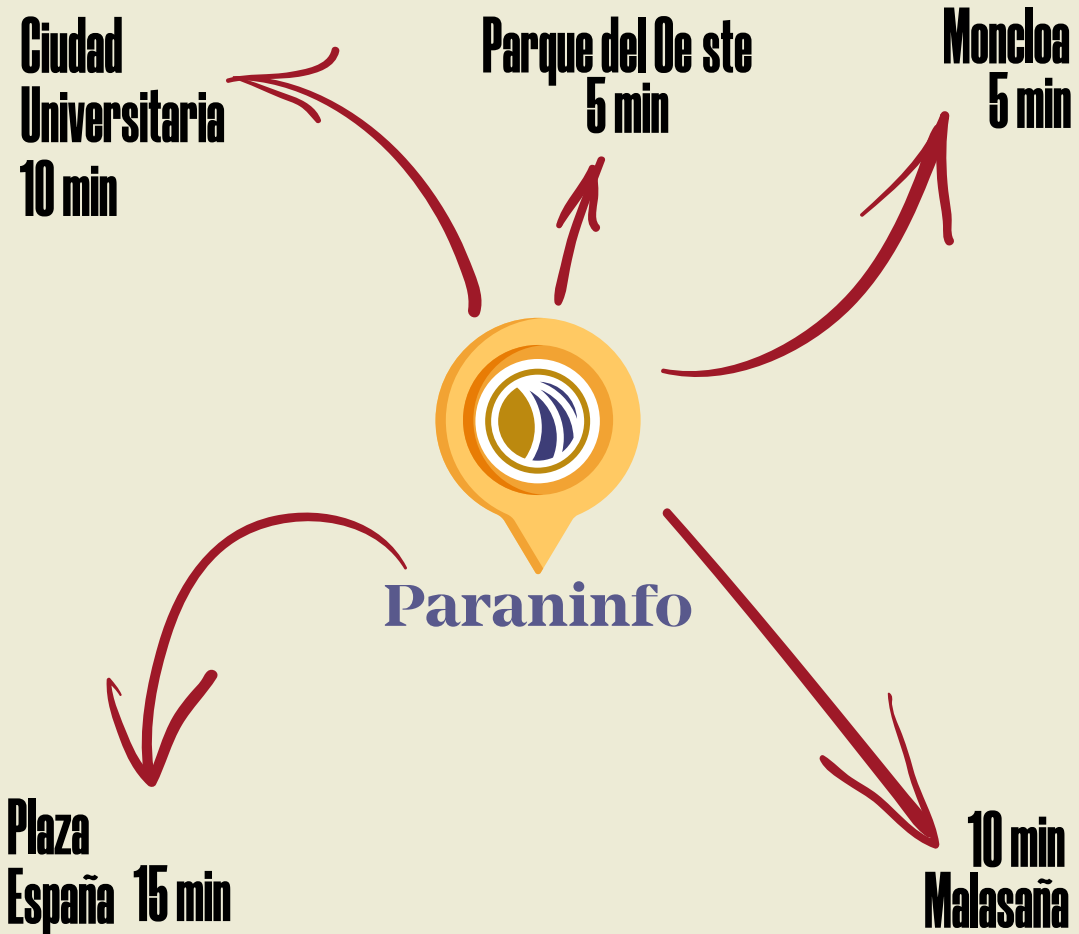 Ciudad
Universitaria
10 min
Parque del Oe ste
5 min
Moncloa
5 min
Paraninfo
Plaza
España 15 min
10 min
Malasaña